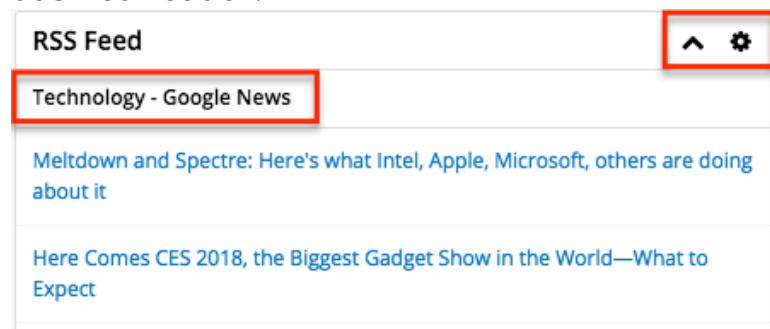 RSS Feed
Technology - Google News
Meltdown and Spectre: Here's what Intel, Apple, Microsoft, others are doing
about it
Here Comes CES 2018, the Biggest Gadget Show in the World—What to
Expect